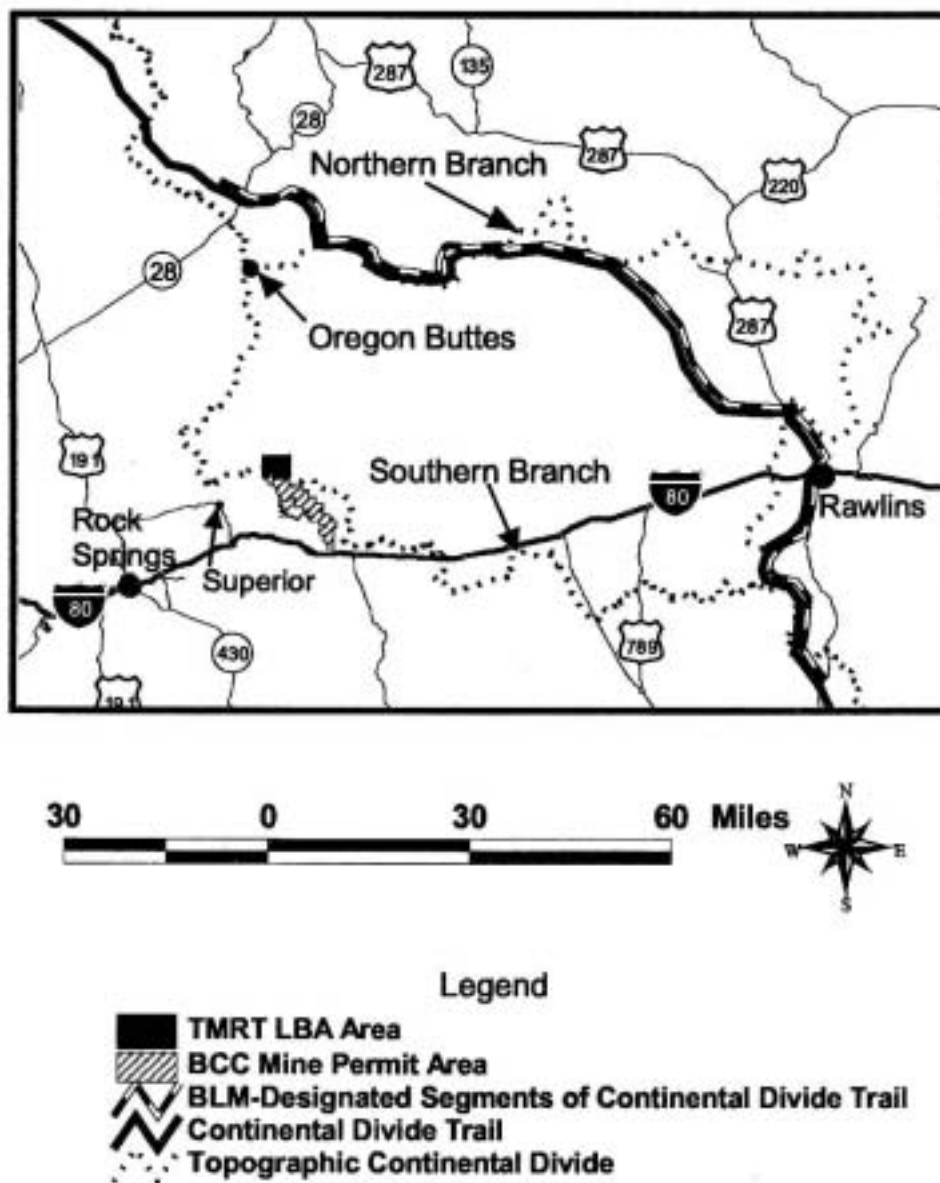 287
135
28
Northern Branch
287
220
28
Oregon Buttes
287
191
Southern Branch
80
Rawlins
Rock
Springs
Superior
80
430
789
191
30 0 30 60 Miles
N
W E
S
Legend
TMRT LBA Area
BCC Mine Permit Area
BLM-Designated Segments of Continental Divide Trail
Continental Divide Trail
Topographic Continental Divide